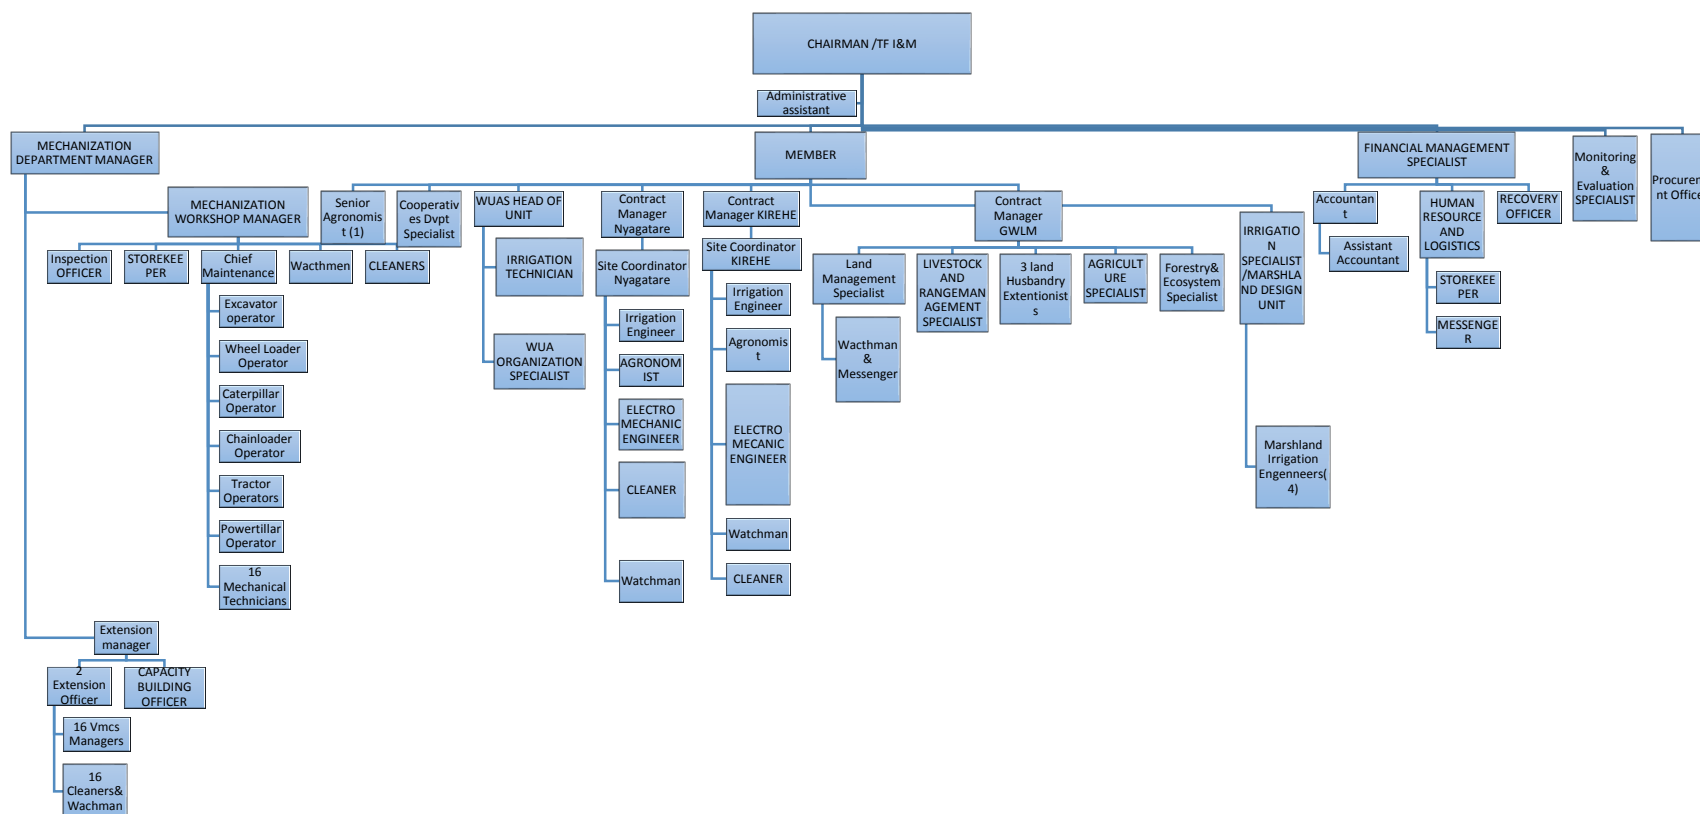 CHAIRMAN /TF I&M
Administrative
assistant
MECHANIZATION
DEPARTMENT MANAGER
MEMBER
FINANCIAL MANAGEMENT
SPECIALIST
Monitoring
&
Evaluation
SPECIALIST
Procurem
nt Office
MECHANIZATION
WORKSHOP MANAGER
Senior
Agronomis
t (1)
Cooperativ
es Dvpt
Specialist
WUAS HEAD OF
UNIT
Contract
Manager
Nyagatare
Contract
Manager KIREHE
Contract
Manager
GWLM
IRRIGATIO
N
SPECIALIST
/MARSHLA
ND DESIGN
UNIT
Accountan
t
HUMAN
RESOURCE
AND
LOGISTICS
RECOVERY
OFFICER
Inspection
OFFICER
STOREKEE
PER
Chief
Maintenance
Wacthmen
CLEANERS
IRRIGATION
TECHNICIAN
Site Coordinator
Nyagatare
Site Coordinator
KIREHE
Land
Management
Specialist
LIVESTOCK
AND
RANGEMAN
AGEMENT
SPECIALIST
3 land
Husbandry
Extentionist
s
AGRICULT
URE
SPECIALIST
Forestry&
Ecosystem
Specialist
Assistant
Accountant
Excavator
operator
Wheel Loader
Operator
Caterpillar
Operator
Chainloader
Operator
Tractor
Operators
Powertillar
Operator
16
Mechanical
Technicians
WUA
ORGANIZATION
SPECIALIST
Irrigation
Engineer
AGRONOM
IST
ELECTRO
MECHANIC
ENGINEER
CLEANER
Watchman
Irrigation
Engineer
Agronomis
t
ELECTRO
MECANIC
ENGINEER
Watchman
CLEANER
Wacthman
&
Messenger
Marshland
Irrigation
Engenneers(
4)
STOREKEE
PER
MESSENGE
R
Extension
manager
2
Extension
Officer
CAPACITY
BUILDING
OFFICER
16 Vmcs
Managers
16
Cleaners&
Wachman